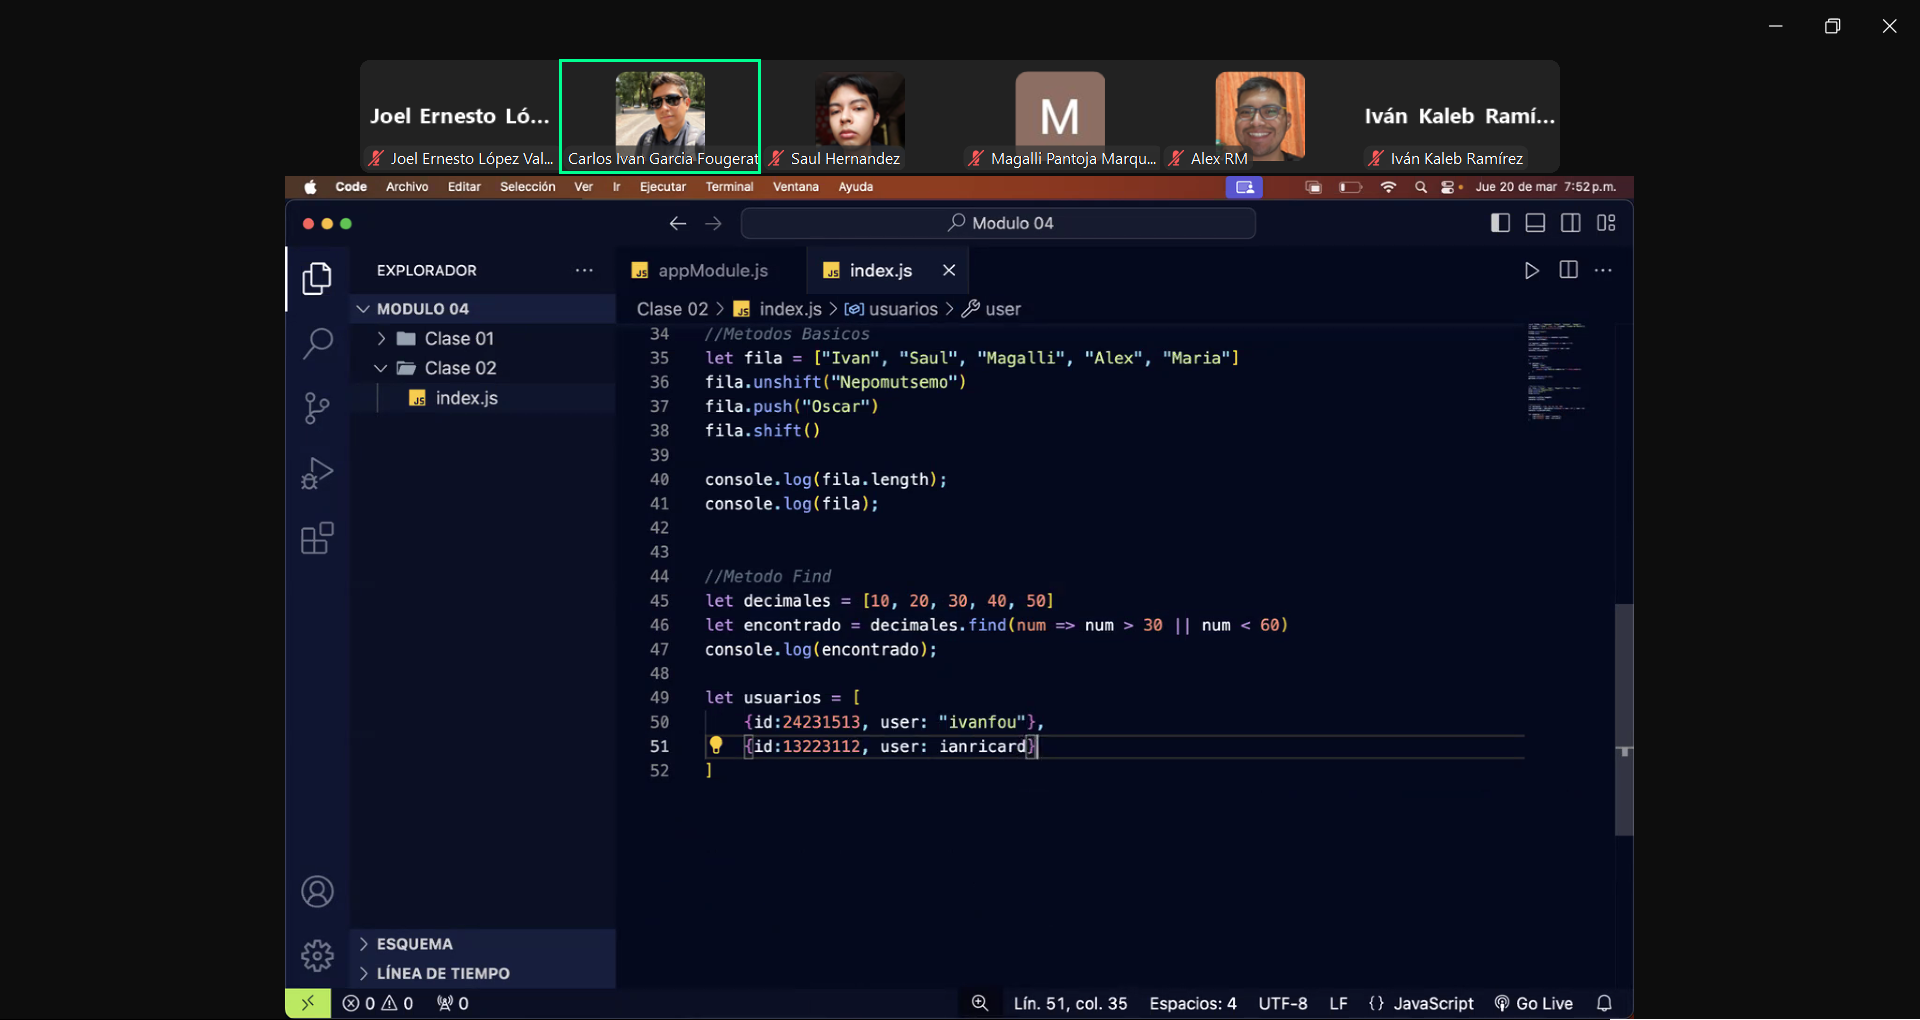 Joel Ernesto Ló...
M
Iván Kaleb Ramí...
Joel Ernesto López Val...
Carlos Ivan Garcia Fougerat
Saul Hernandez
Magalli Pantoja Marqu...
Alex RM
Iván Kaleb Ramírez
Code Archivo Editar Selección Ver Ir Ejecutar Terminal Ventana Ayuda Jue 20 de mar 7:52 p.m.
Modulo 04
EXPLORADOR
MODULO 04
Clase 01
Clase 02
JS index.js
JS appModule.js JS index.js
Clase 02 > JS index.js > usuarios > user
34 //Metodos Basicos
35 let fila = ["Ivan", "Saul", "Magalli", "Alex", "Maria"]
36 fila.unshift("Nepomutsemo")
37 fila.push("Oscar")
38 fila.shift()
39
40 console.log(fila.length);
41 console.log(fila);
42
43
44 //Metodo Find
45 let decimales = [10, 20, 30, 40, 50]
46 let encontrado = decimales.find(num => num > 30 || num < 60)
47 console.log(encontrado);
48
49 let usuarios = [
50 {id:24231513, user: "ivanfou"},
51 {id:13223112, user: ianricard}
52 ]
ESQUEMA
LÍNEA DE TIEMPO
0 0 0 Lín. 51, col. 35 Espacios: 4 UTF-8 LF {} JavaScript Go Live